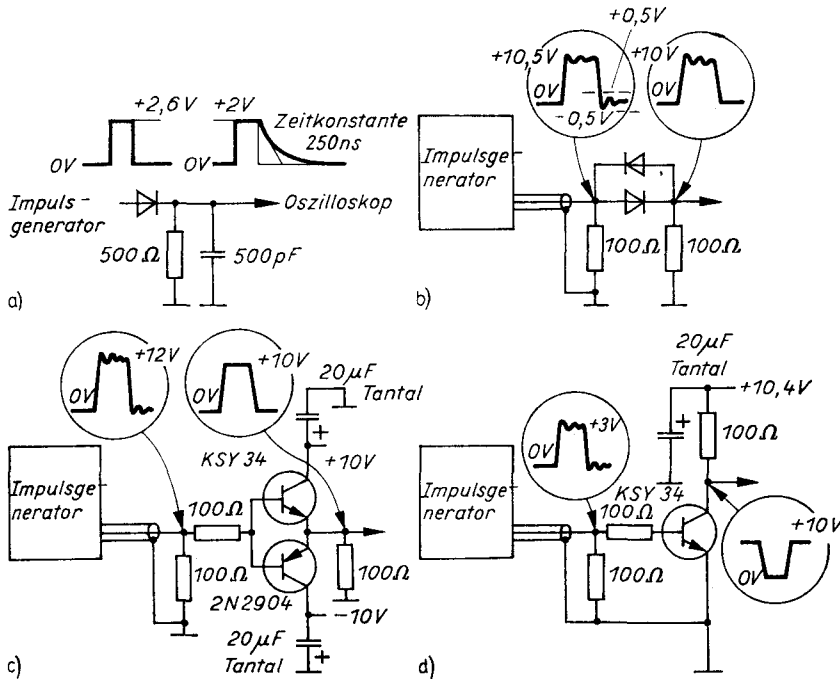 +2,6V
+2V
Zeitkonstante
250ns
0V
0V
Impuls-
generator
Oszilloskop
500Ω
500pF
a)
+0,5V
+10,5V
+10V
0V
0V
-0,5V
Impulsge-
nerator
100Ω
100Ω
b)
+12V
+10V
0V
0V
20µF
Tantal
+
KSY 34
+10V
Impulsge-
nerator
100Ω
100Ω
100Ω
2N2904
-10V
20µF
Tantal
+
c)
20µF
Tantal
+10,4V
+
100Ω
+3V
0V
KSY 34
Impulsge-
nerator
100Ω
100Ω
+10V
0V
d)